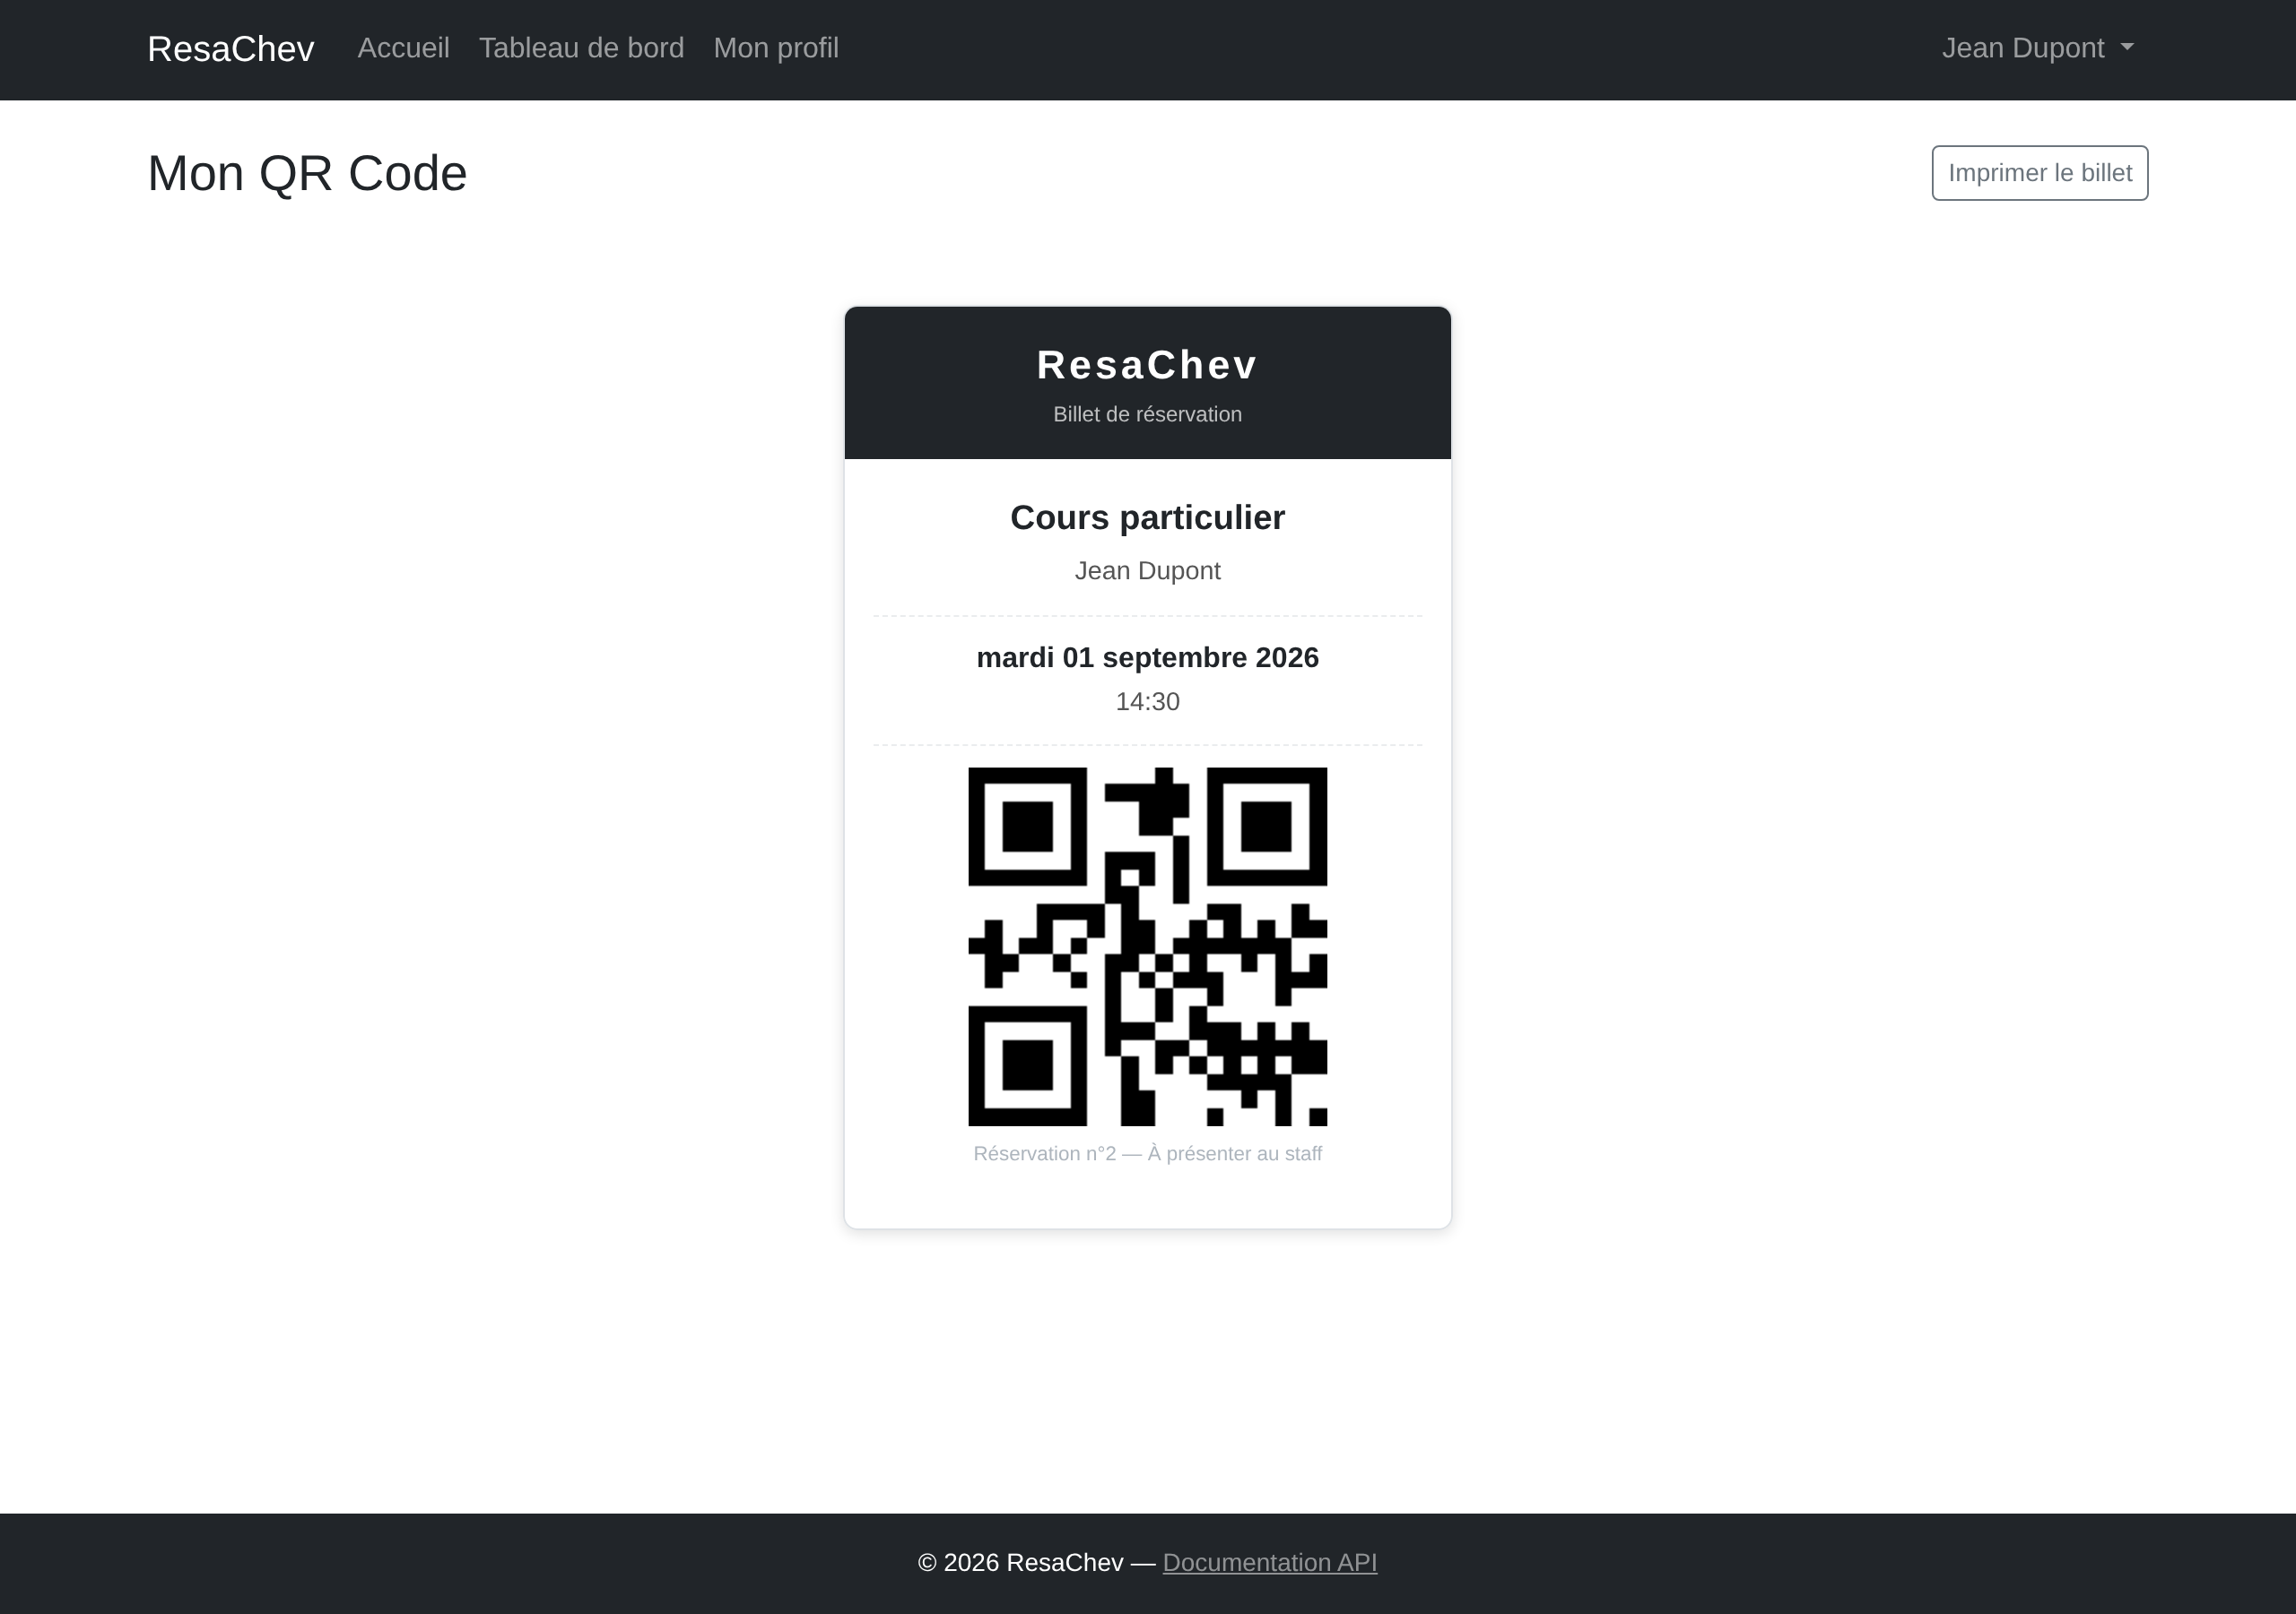 ResaChev Accueil Tableau de bord Mon profil Jean Dupont
Mon QR Code
Imprimer le billet
ResaChev
Billet de réservation
Cours particulier
Jean Dupont
mardi 01 septembre 2026
14:30
Réservation n°2 — À présenter au staff
© 2026 ResaChev — Documentation API